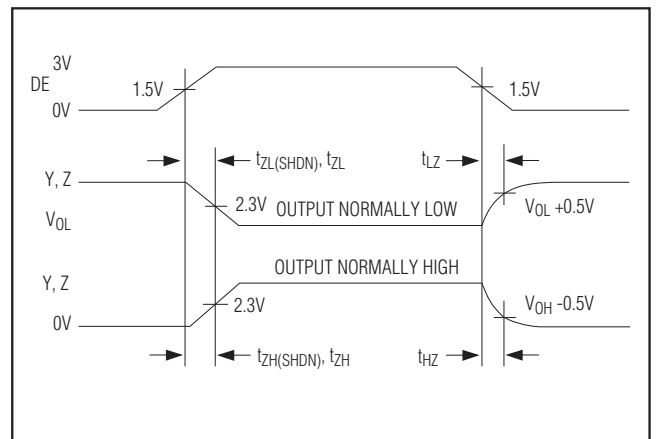 3V
DE
1.5V
1.5V
0V
tZL(SHDN), tZL
tLZ
Y, Z
2.3V
OUTPUT NORMALLY LOW
VOL +0.5V
VOL
OUTPUT NORMALLY HIGH
Y, Z
2.3V
VOH -0.5V
0V
tZH(SHDN), tZH
tHZ